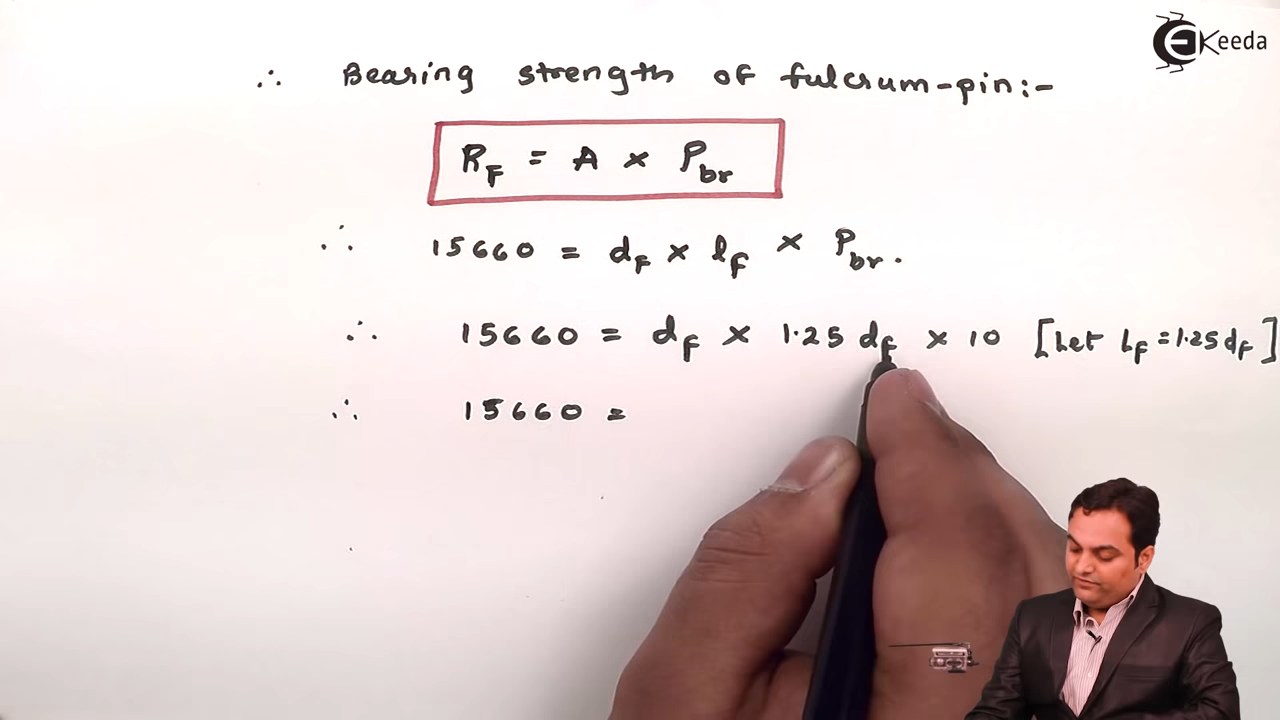 EKeeda
∴ Bearing strength of fulcrum-pin:-
R_F = A × P_br
∴ 15660 = d_F × l_F × P_br.
∴ 15660 = d_F × 1.25 d_F × 10 [Let L_F = 1.25 d_F]
∴ 15660 =